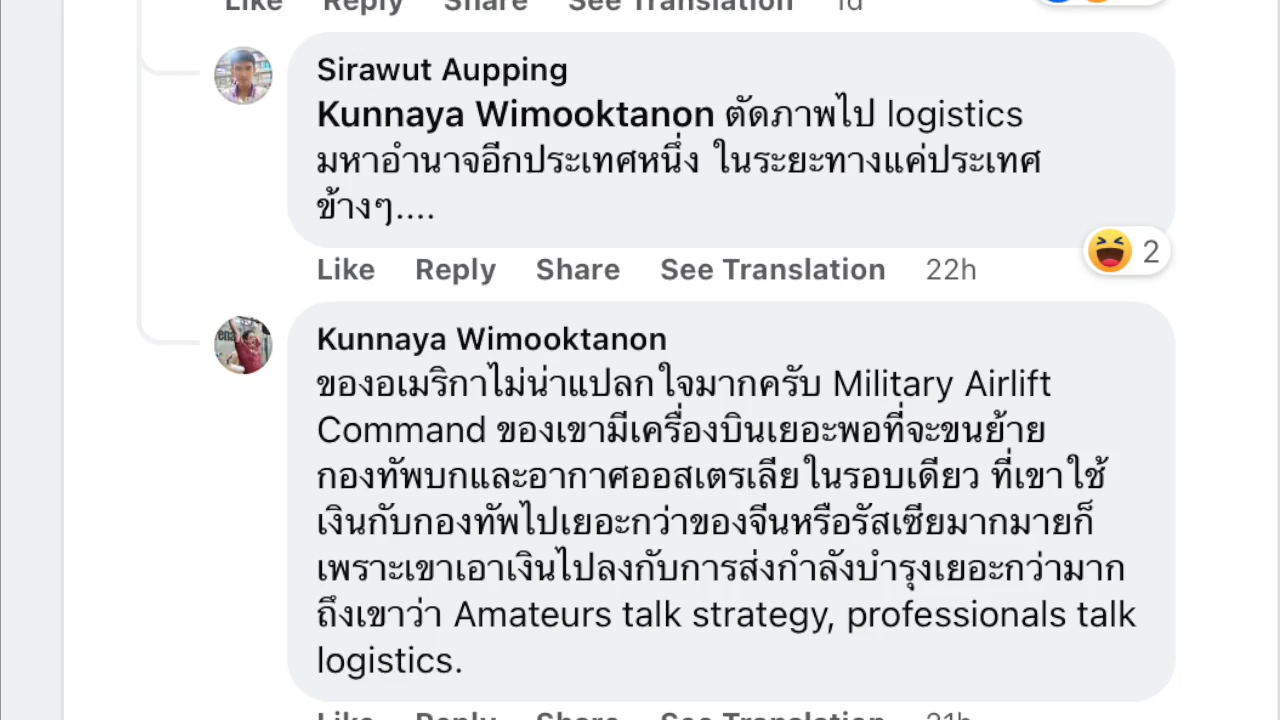 Like Reply Share See Translation 1d
Sirawut Aupping
Kunnaya Wimooktanon ตัดภาพไป logistics
มหาอำนาจอีกประเทศหนึ่ง ในระยะทางแค่ประเทศ
ข้างๆ....
Like Reply Share See Translation 22h
2
Kunnaya Wimooktanon
ของอเมริกาไม่น่าแปลกใจมากครับ Military Airlift
Command ของเขามีเครื่องบินเยอะพอที่จะขนย้าย
กองทัพบกและอากาศออสเตรเลียในรอบเดียว ที่เขาใช้
เงินกับกองทัพไปเยอะกว่าของจีนหรือรัสเซียมากมายก็
เพราะเขาเอาเงินไปลงกับการส่งกำลังบำรุงเยอะกว่ามาก
ถึงเขาว่า Amateurs talk strategy, professionals talk
logistics.
Like Reply Share See Translation 21h